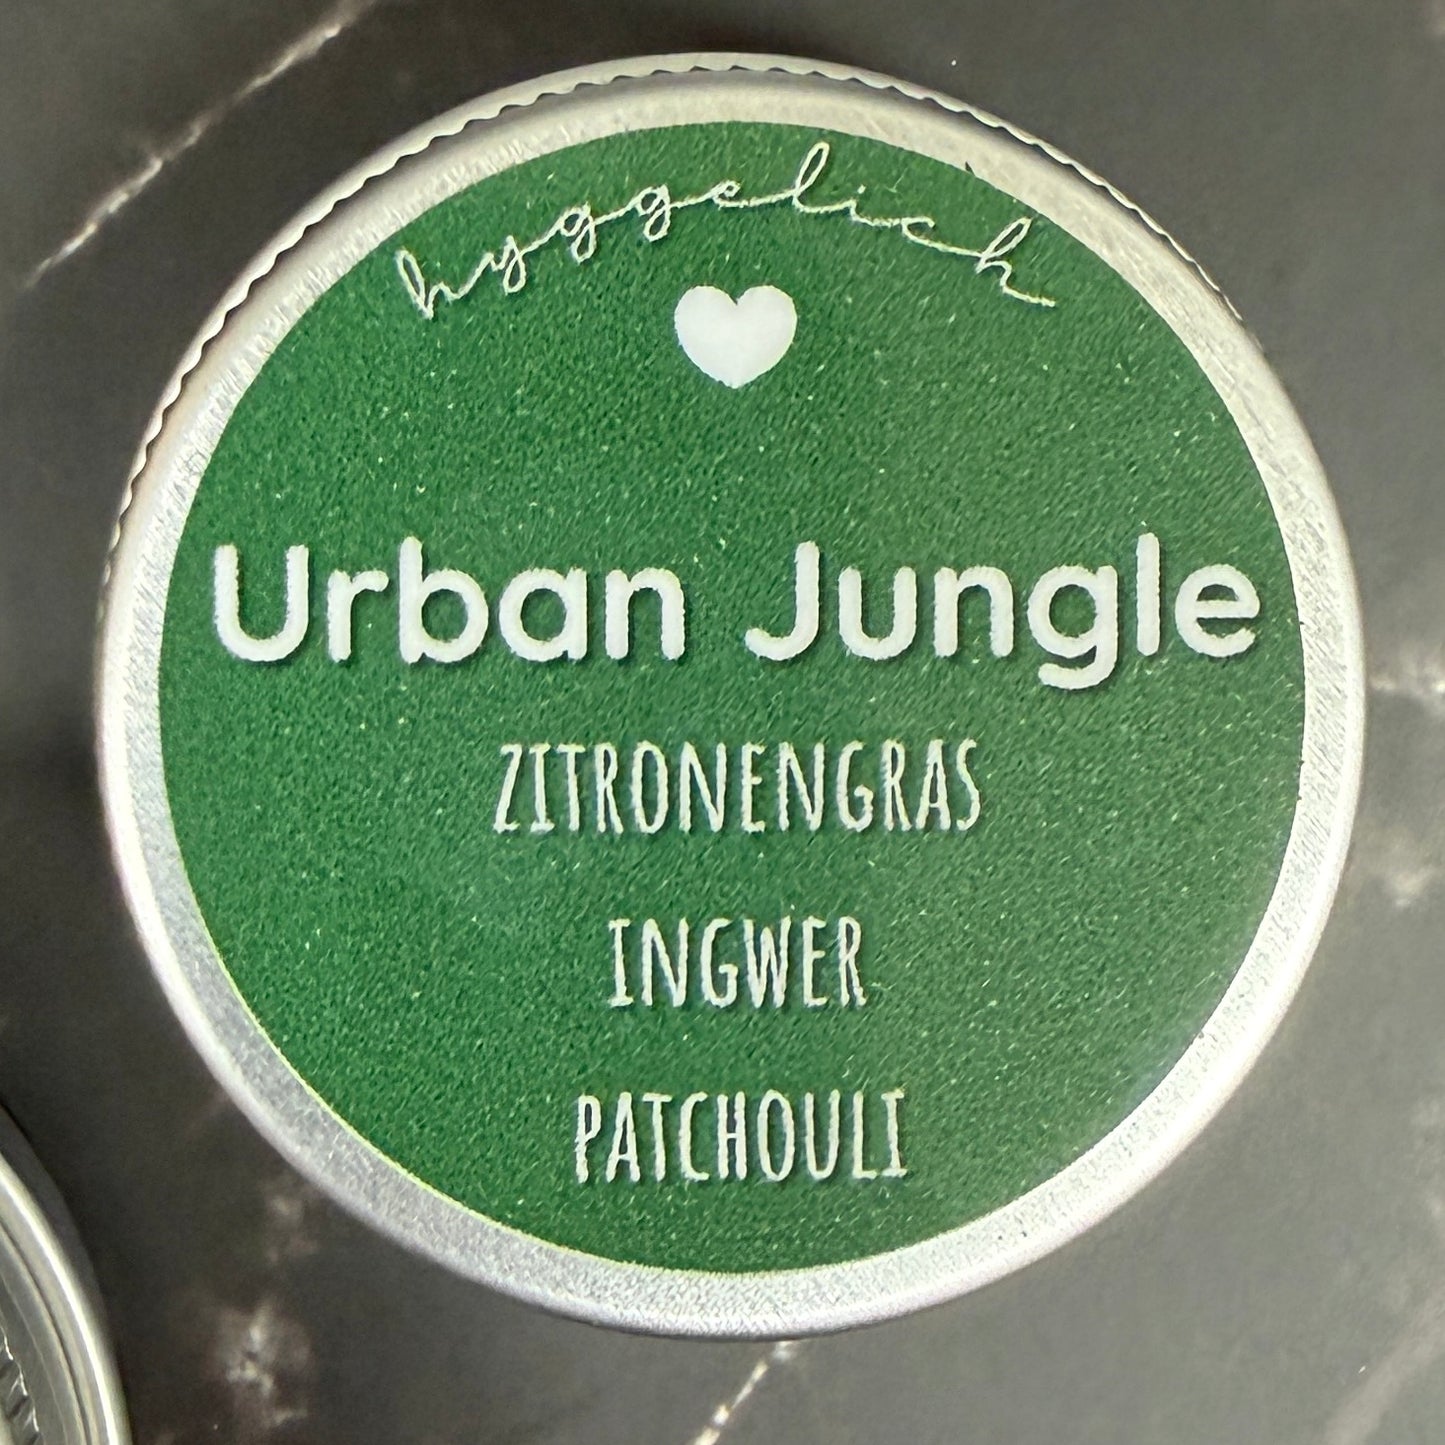 hyggelich
Urban Jungle
ZITRONENGRAS
INGWER
PATCHOULI